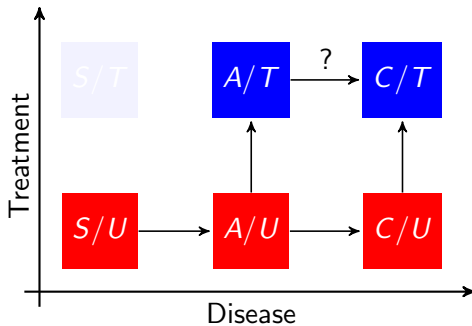 ?
S/T A/T C/T
Treatment
S/U A/U C/U
Disease